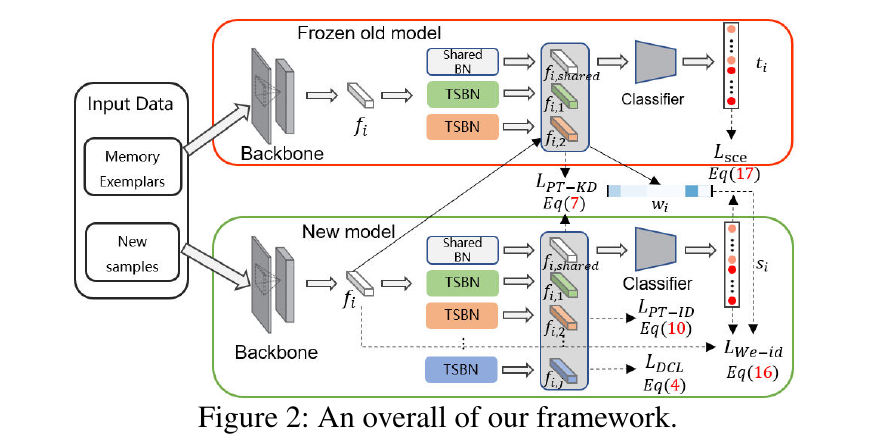 Frozen old model
Input Data
Memory
Exemplars
New
samples
Backbone
f_i
Shared
BN
TSBN
TSBN
f_{i,shared}
f_{i,1}
f_{i,2}
Classifier
t_i
L_sce
Eq(17)
L_{PT-KD}
Eq(7)
w_i
New model
Backbone
f_i
Shared
BN
TSBN
TSBN
TSBN
f_{i,shared}
f_{i,1}
f_{i,2}
f_{i,J}
Classifier
s_i
L_{PT-ID}
Eq(10)
L_{DCL}
Eq(4)
L_{We-id}
Eq(16)
Figure 2: An overall of our framework.